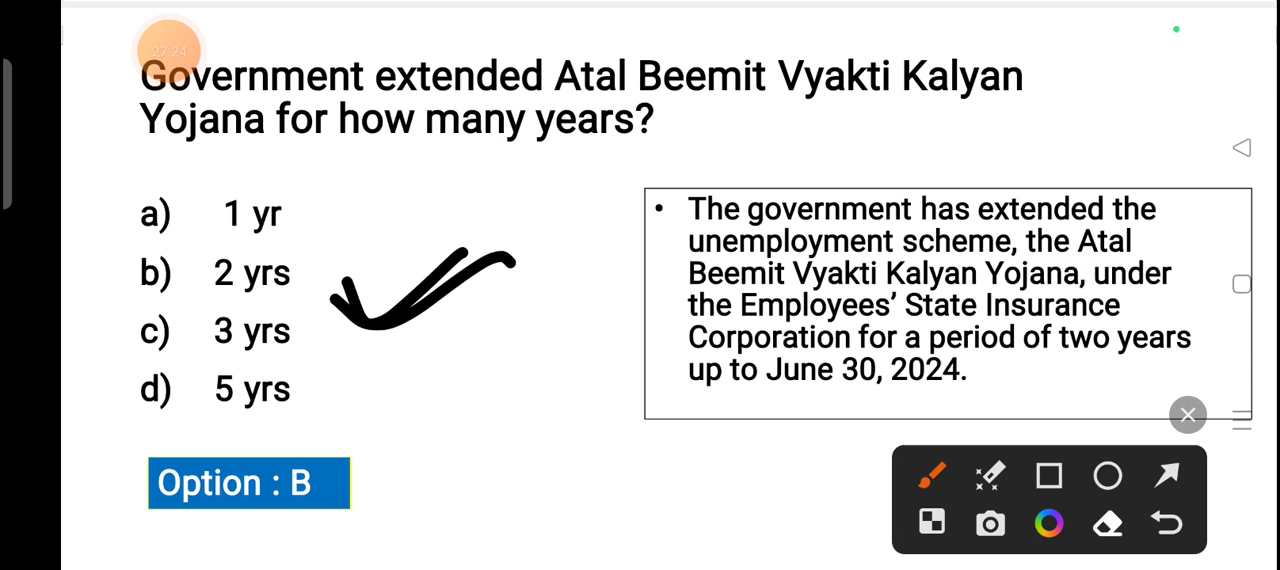 27:24
Government extended Atal Beemit Vyakti Kalyan
Yojana for how many years?
a) 1 yr
b) 2 yrs
c) 3 yrs
d) 5 yrs
• The government has extended the
unemployment scheme, the Atal
Beemit Vyakti Kalyan Yojana, under
the Employees’ State Insurance
Corporation for a period of two years
up to June 30, 2024.
Option : B